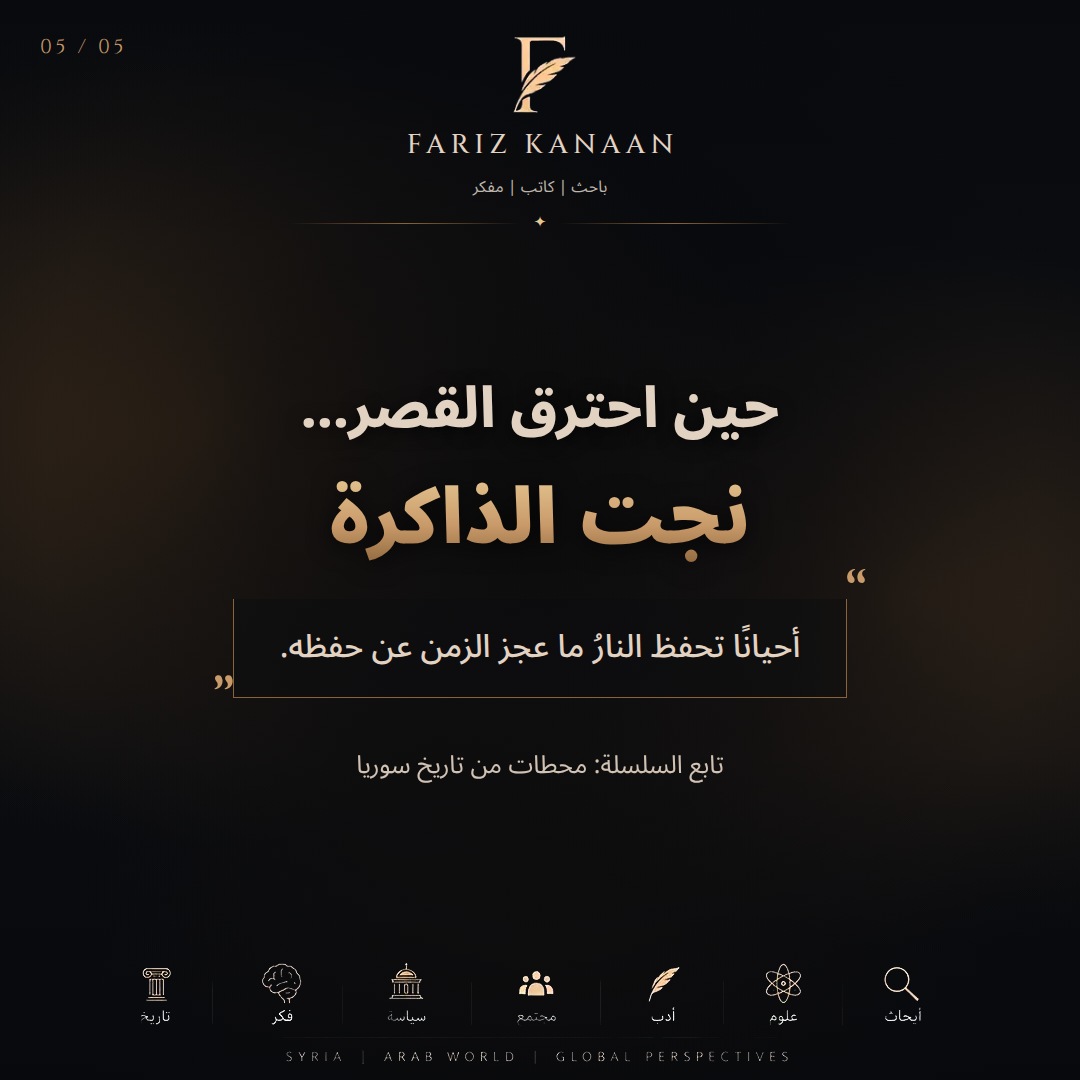 05 / 05
FARIZ KANAAN
باحث | كاتب | مفكر
حين احترق القصر...
نجت الذاكرة
“
أحيانًا تحفظ النارُ ما عجز الزمن عن حفظه.
”
تابع السلسلة: محطات من تاريخ سوريا
أبحاث علوم أدب مجتمع سياسة فكر تاريخ
SYRIA | ARAB WORLD | GLOBAL PERSPECTIVES